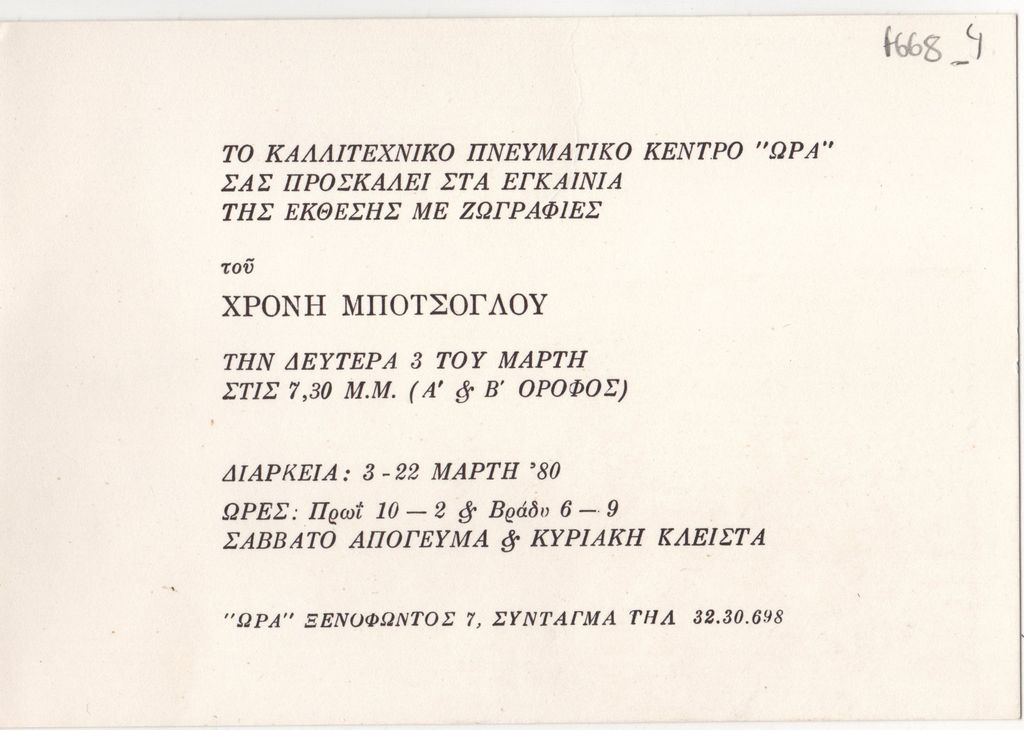 1668_4
ΤΟ ΚΑΛΛΙΤΕΧΝΙΚΟ ΠΝΕΥΜΑΤΙΚΟ ΚΕΝΤΡΟ "ΩΡΑ"
ΣΑΣ ΠΡΟΣΚΑΛΕΙ ΣΤΑ ΕΓΚΑΙΝΙΑ
ΤΗΣ ΕΚΘΕΣΗΣ ΜΕ ΖΩΓΡΑΦΙΕΣ
τοῦ
ΧΡΟΝΗ ΜΠΟΤΣΟΓΛΟΥ
ΤΗΝ ΔΕΥΤΕΡΑ 3 ΤΟΥ ΜΑΡΤΗ
ΣΤΙΣ 7,30 Μ.Μ. (Α' & Β' ΟΡΟΦΟΣ)
ΔΙΑΡΚΕΙΑ: 3 - 22 ΜΑΡΤΗ '80
ΩΡΕΣ: Πρωΐ 10 — 2 & Βράδυ 6 — 9
ΣΑΒΒΑΤΟ ΑΠΟΓΕΥΜΑ & ΚΥΡΙΑΚΗ ΚΛΕΙΣΤΑ
"ΩΡΑ" ΞΕΝΟΦΩΝΤΟΣ 7, ΣΥΝΤΑΓΜΑ ΤΗΛ 32.30.698